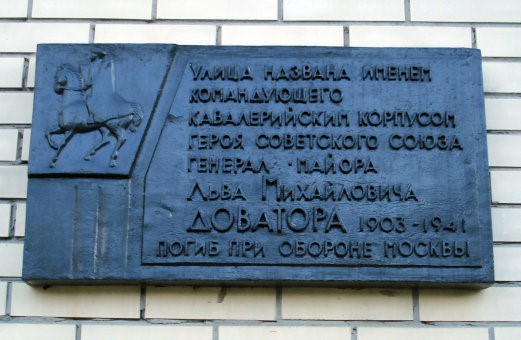 УЛИЦА НАЗВАНА ИМЕНЕМ
КОМАНДУЮЩЕГО
КАВАЛЕРИЙСКИМ КОРПУСОМ
ГЕРОЯ СОВЕТСКОГО СОЮЗА
ГЕНЕРАЛ-МАЙОРА
ЛЬВА МИХАЙЛОВИЧА
ДОВАТОРА 1903-1941
ПОГИБ ПРИ ОБОРОНЕ МОСКВЫ